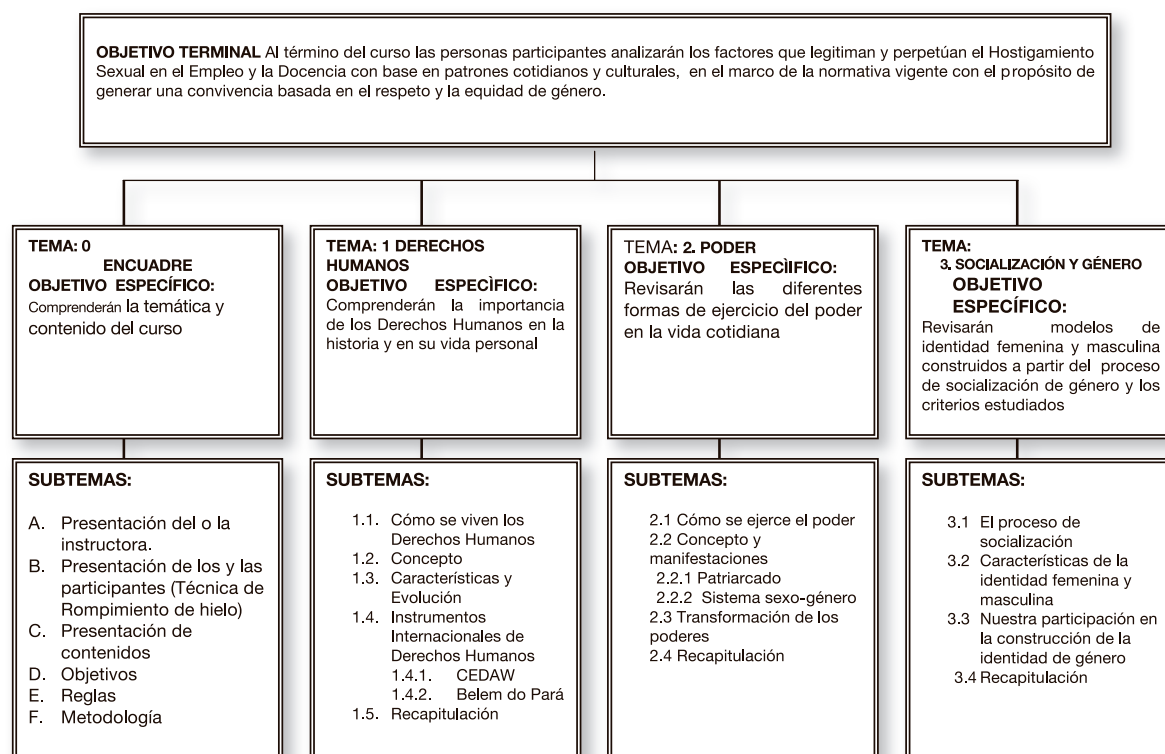 OBJETIVO TERMINAL Al término del curso las personas participantes analizarán los factores que legitiman y perpetúan el Hostigamiento
Sexual en el Empleo y la Docencia con base en patrones cotidianos y culturales, en el marco de la normativa vigente con el propósito de
generar una convivencia basada en el respeto y la equidad de género.
TEMA: 0
ENCUADRE
OBJETIVO ESPECÍFICO:
Comprenderán la temática y
contenido del curso
TEMA: 1 DERECHOS
HUMANOS
OBJETIVO ESPECÌFICO:
Comprenderán la importancia
de los Derechos Humanos en la
historia y en su vida personal
TEMA: 2. PODER
OBJETIVO ESPECÌIFICO:
Revisarán las diferentes
formas de ejercicio del poder
en la vida cotidiana
TEMA:
3. SOCIALIZACIÓN Y GÉNERO
OBJETIVO
ESPECÍFICO:
Revisarán modelos de
identidad femenina y masculina
construidos a partir del proceso
de socialización de género y los
criterios estudiados
SUBTEMAS:
A. Presentación del o la
instructora.
B. Presentación de los y las
participantes (Técnica de
Rompimiento de hielo)
C. Presentación de
contenidos
D. Objetivos
E. Reglas
F. Metodología
SUBTEMAS:
1.1. Cómo se viven los
Derechos Humanos
1.2. Concepto
1.3. Características y
Evolución
1.4. Instrumentos
Internacionales de
Derechos Humanos
1.4.1. CEDAW
1.4.2. Belem do Pará
1.5. Recapitulación
SUBTEMAS:
2.1 Cómo se ejerce el poder
2.2 Concepto y
manifestaciones
2.2.1 Patriarcado
2.2.2 Sistema sexo-género
2.3 Transformación de los
poderes
2.4 Recapitulación
SUBTEMAS:
3.1 El proceso de
socialización
3.2 Características de la
identidad femenina y
masculina
3.3 Nuestra participación en
la construcción de la
identidad de género
3.4 Recapitulación